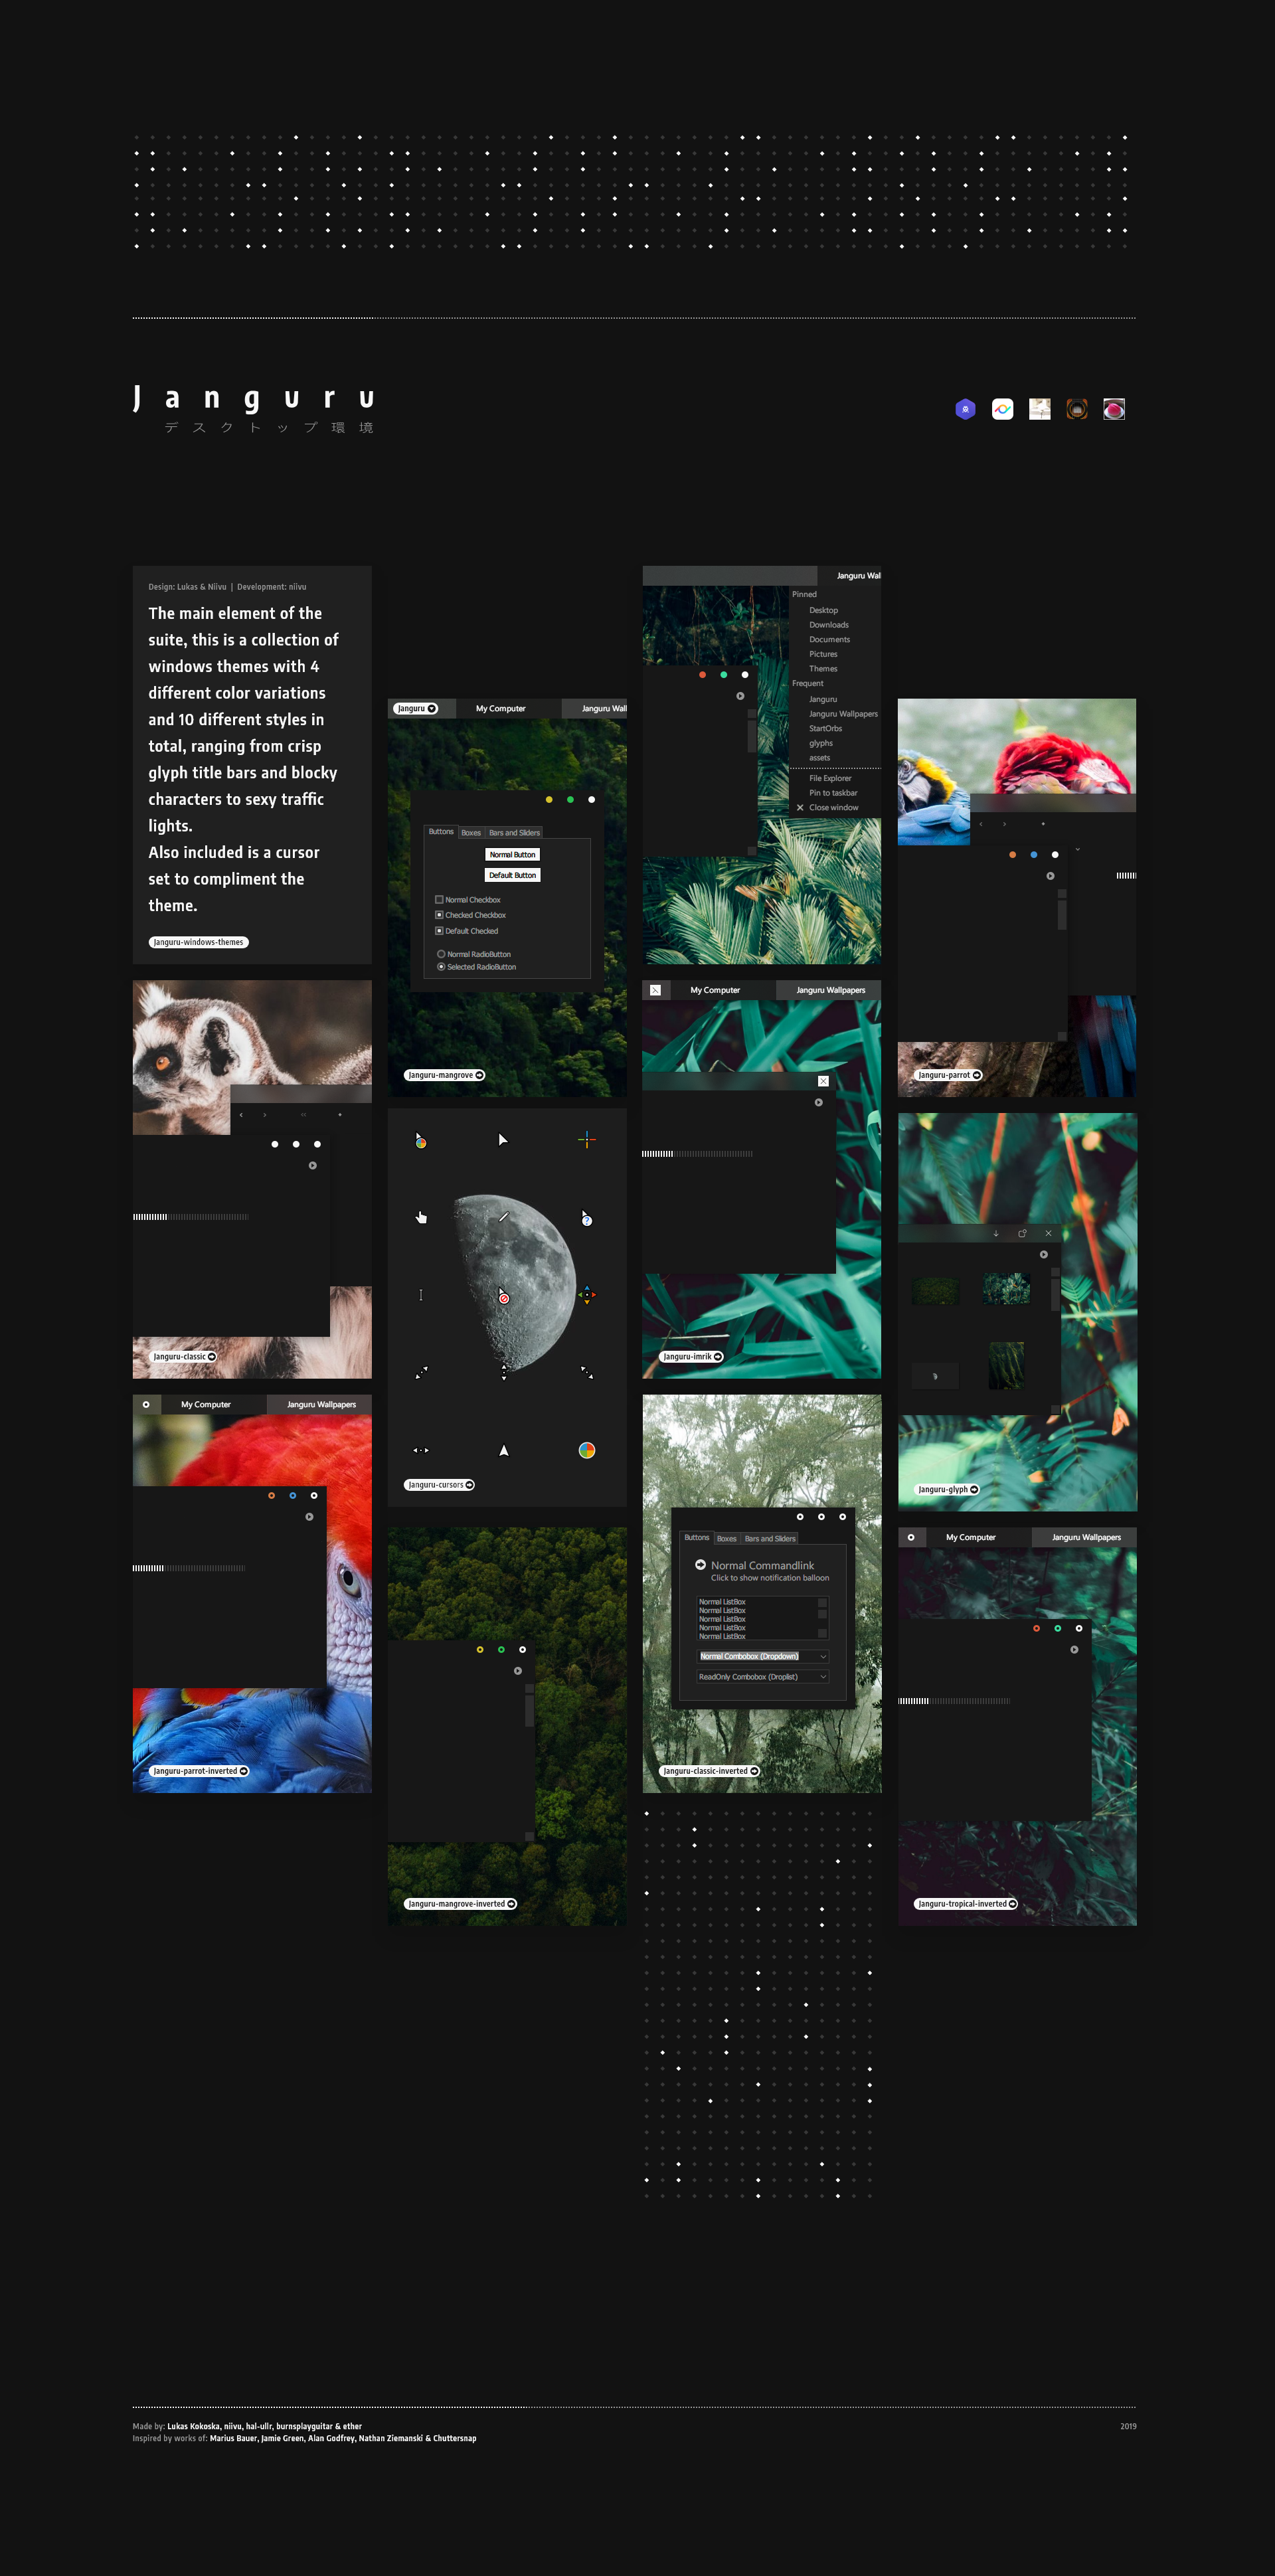 Janguru
デスクトップ環境
Design: Lukas & Niivu | Development: niivu
The main element of the
suite, this is a collection of
windows themes with 4
different color variations
and 10 different styles in
total, ranging from crisp
glyph title bars and blocky
characters to sexy traffic
lights.
Also included is a cursor
set to compliment the
theme.
Janguru-windows-themes
Janguru-classic
My Computer
Janguru Wallpapers
Janguru-parrot-inverted
Janguru
My Computer
Janguru Wall
Buttons
Boxes
Bars and Sliders
Normal Button
Default Button
Normal Checkbox
Checked Checkbox
Default Checked
Normal RadioButton
Selected RadioButton
Janguru-mangrove
?
Janguru-cursors
Janguru-mangrove-inverted
Janguru Wal
Pinned
Desktop
Downloads
Documents
Pictures
Themes
Frequent
Janguru
Janguru Wallpapers
StartOrbs
glyphs
assets
File Explorer
Pin to taskbar
Close window
My Computer
Janguru Wallpapers
Janguru-imrik
Buttons
Boxes
Bars and Sliders
Normal Commandlink
Click to show notification balloon
Normal ListBox
Normal ListBox
Normal ListBox
Normal ListBox
Normal ListBox
Normal Combobox (Dropdown)
ReadOnly Combobox (Droplist)
Janguru-classic-inverted
Janguru-parrot
Janguru-glyph
My Computer
Janguru Wallpapers
Janguru-tropical-inverted
Made by: Lukas Kokoska, niivu, hal-ullr, burnsplayguitar & ether
2019
Inspired by works of: Marius Bauer, Jamie Green, Alan Godfrey, Nathan Ziemanski & Chuttersnap